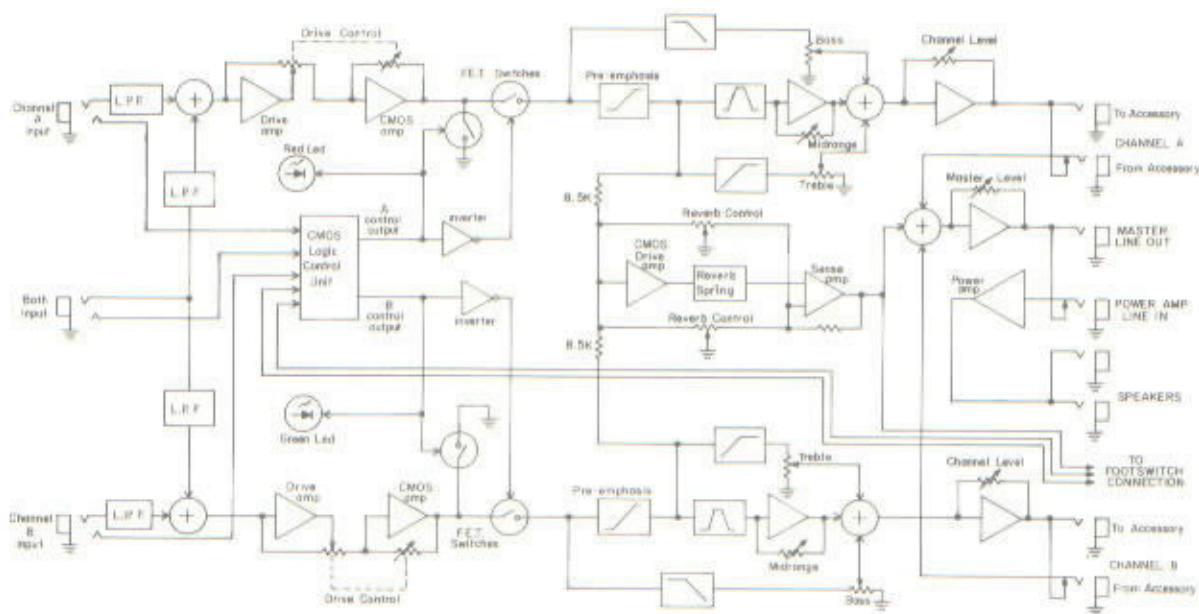 Drive Control
Channel
A
input
L.P.F.
+
Drive
amp
CMOS
amp
F.E.T. Switches
Red Led
L.P.F.
A
control
output
inverter
CMOS
Logic
Control
Unit
Both
input
B
control
output
inverter
L.P.F.
Green Led
Channel
B
input
L.P.F.
+
Drive
amp
CMOS
amp
F.E.T.
Switches
Drive Control
Pre-emphasis
Bass
+
Midrange
Treble
Channel Level
8.5K
Reverb Control
CMOS
Drive
amp
Reverb
Spring
Sense
amp
Reverb Control
8.5K
+
Master Level
Power
amp
To Accessory
CHANNEL A
From Accessory
MASTER
LINE OUT
POWER AMP
LINE IN
SPEAKERS
TO
FOOTSWITCH
CONNECTION
Pre-emphasis
Treble
+
Midrange
Bass
Channel Level
To Accessory
CHANNEL B
From Accessory